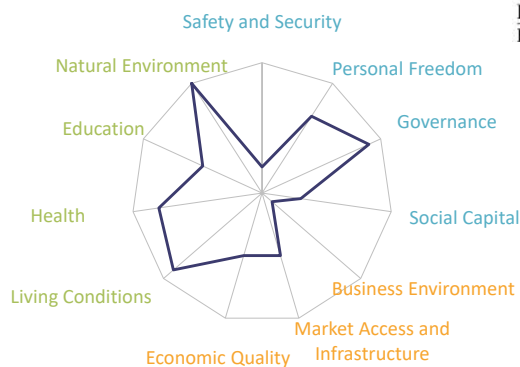 Safety and Security
Natural Environment
Personal Freedom
Education
Governance
Health
Social Capital
Living Conditions
Business Environment
Market Access and
Infrastructure
Economic Quality